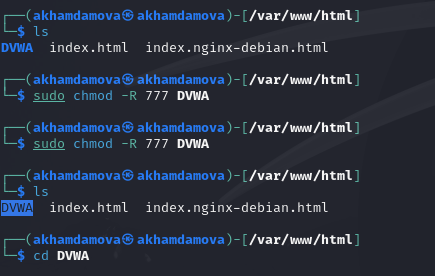 ┌──(akhamdamova㉿akhamdamova)-[/var/www/html]
└─$ ls
DVWA  index.html  index.nginx-debian.html
┌──(akhamdamova㉿akhamdamova)-[/var/www/html]
└─$ sudo chmod -R 777 DVWA
┌──(akhamdamova㉿akhamdamova)-[/var/www/html]
└─$ sudo chmod -R 777 DVWA
┌──(akhamdamova㉿akhamdamova)-[/var/www/html]
└─$ ls
DVWA  index.html  index.nginx-debian.html
┌──(akhamdamova㉿akhamdamova)-[/var/www/html]
└─$ cd DVWA